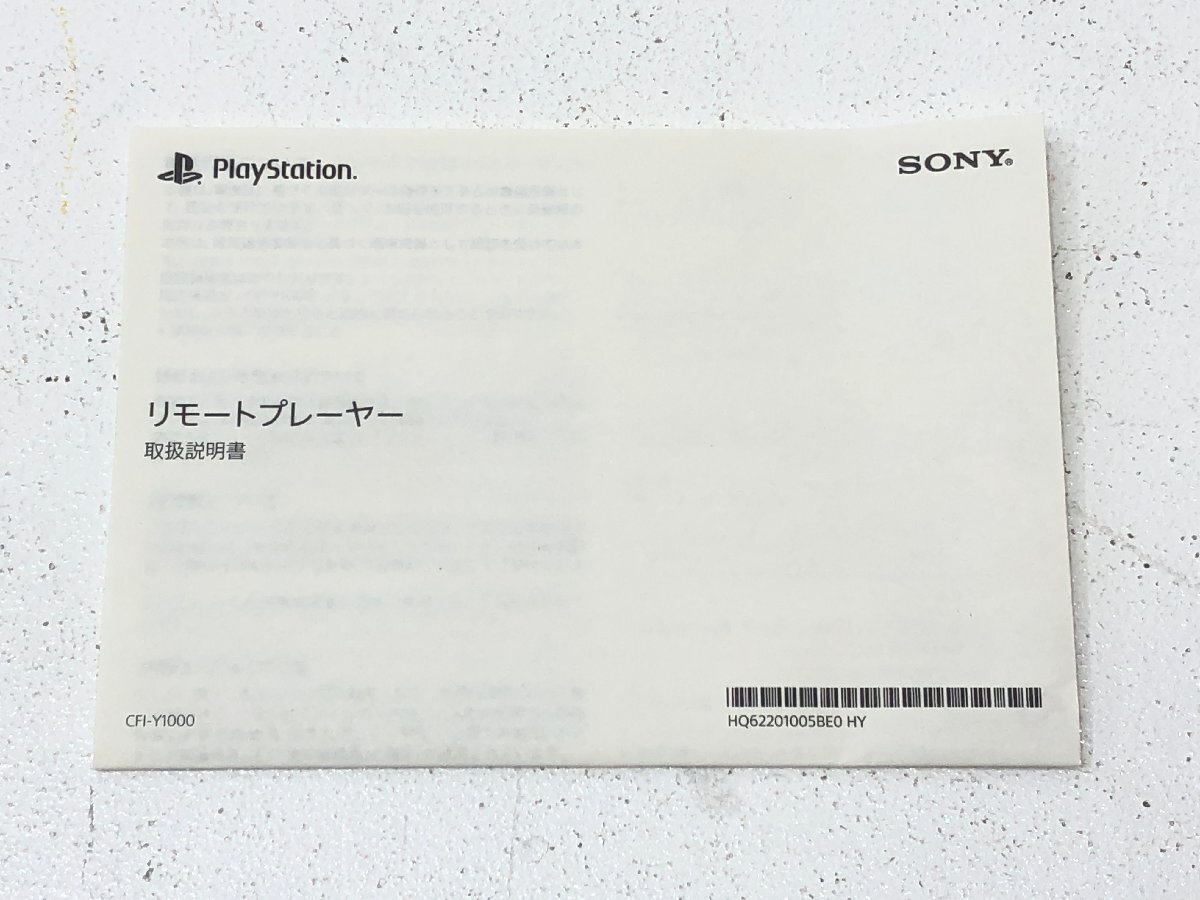 PlayStation.
SONY®
リモートプレーヤー
取扱説明書
CFI-Y1000
HQ62201005BE0 HY